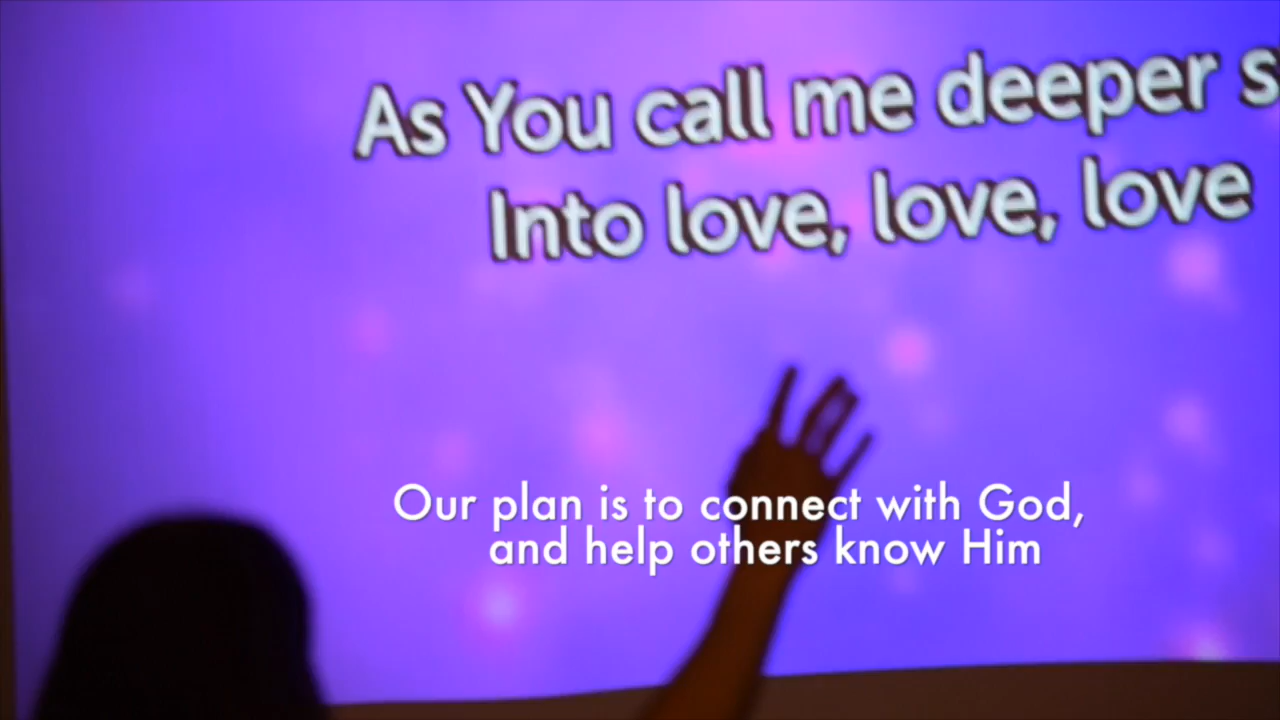 As You call me deeper
Into love, love, love
Our plan is to connect with God,
and help others know Him